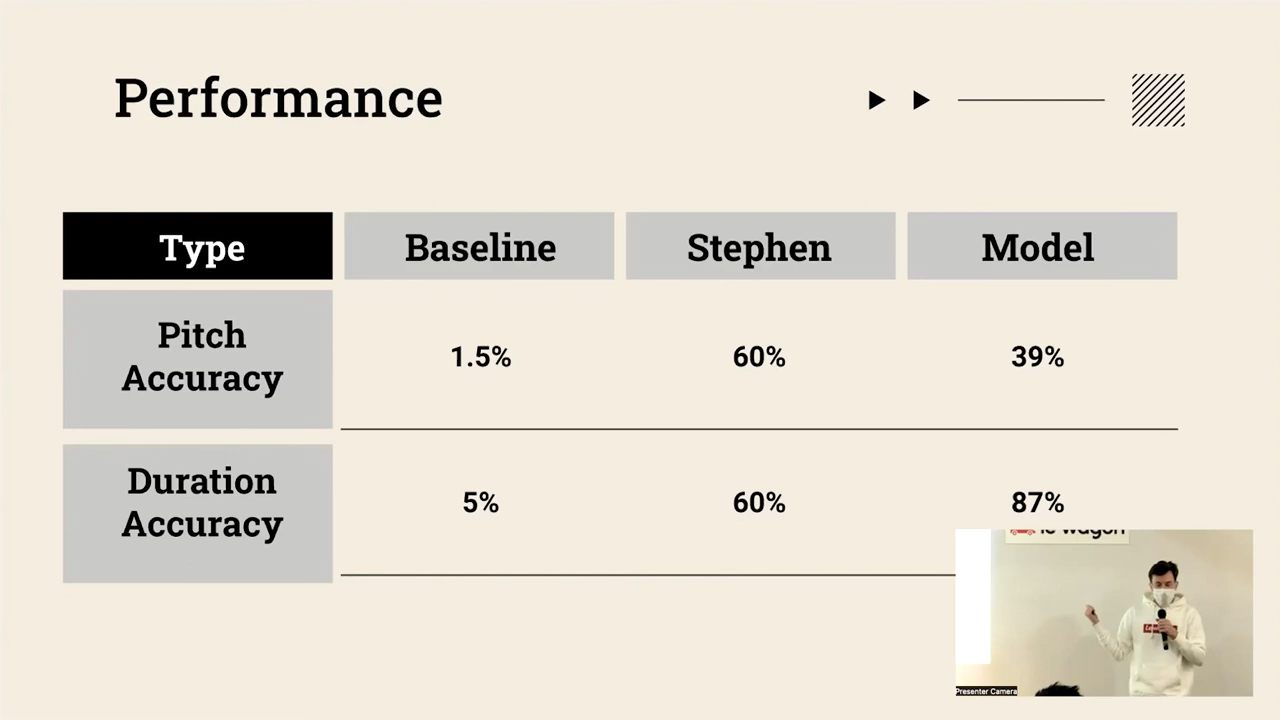 Performance
Type Baseline Stephen Model
Pitch
Accuracy
1.5% 60% 39%
Duration
Accuracy
5% 60% 87%
le wagon
Presenter Camera